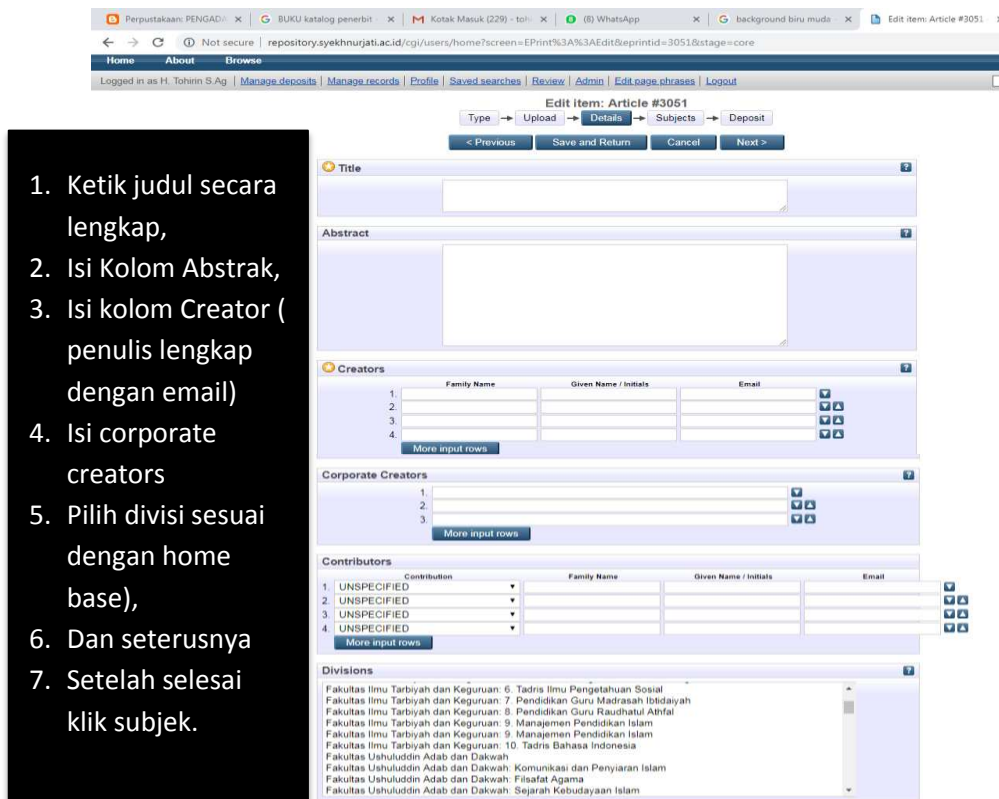 Perpustakaan: PENGADA
BUKU katalog penerbit
Kotak Masuk (229) - tohi
(8) WhatsApp
background biru muda
Edit item: Article #3051
Not secure | repository.syekhnurjati.ac.id/cgi/users/home?screen=EPrint%3A%3AEdit&eprintid=3051&stage=core
Home About Browse
Logged in as H. Tohirin S.Ag | Manage deposits | Manage records | Profile | Saved searches | Review | Admin | Edit page phrases | Logout
Edit item: Article #3051
Type Upload Details Subjects Deposit
< Previous Save and Return Cancel Next >
1. Ketik judul secara
lengkap,
2. Isi Kolom Abstrak,
3. Isi kolom Creator (
penulis lengkap
dengan email)
4. Isi corporate
creators
5. Pilih divisi sesuai
dengan home
base),
6. Dan seterusnya
7. Setelah selesai
klik subjek.
Title
Abstract
Creators
Family Name Given Name / Initials Email
1.
2.
3.
4.
More input rows
Corporate Creators
1.
2.
3.
More input rows
Contributors
Contribution Family Name Given Name / Initials Email
1. UNSPECIFIED
2. UNSPECIFIED
3. UNSPECIFIED
4. UNSPECIFIED
More input rows
Divisions
Fakultas Ilmu Tarbiyah dan Keguruan: 6. Tadris Ilmu Pengetahuan Sosial
Fakultas Ilmu Tarbiyah dan Keguruan: 7. Pendidikan Guru Madrasah Ibtidaiyah
Fakultas Ilmu Tarbiyah dan Keguruan: 8. Pendidikan Guru Raudhatul Athfal
Fakultas Ilmu Tarbiyah dan Keguruan: 9. Manajemen Pendidikan Islam
Fakultas Ilmu Tarbiyah dan Keguruan: 9. Manajemen Pendidikan Islam
Fakultas Ilmu Tarbiyah dan Keguruan: 10. Tadris Bahasa Indonesia
Fakultas Ushuluddin Adab dan Dakwah
Fakultas Ushuluddin Adab dan Dakwah: Komunikasi dan Penyiaran Islam
Fakultas Ushuluddin Adab dan Dakwah: Filsafat Agama
Fakultas Ushuluddin Adab dan Dakwah: Sejarah Kebudayaan Islam